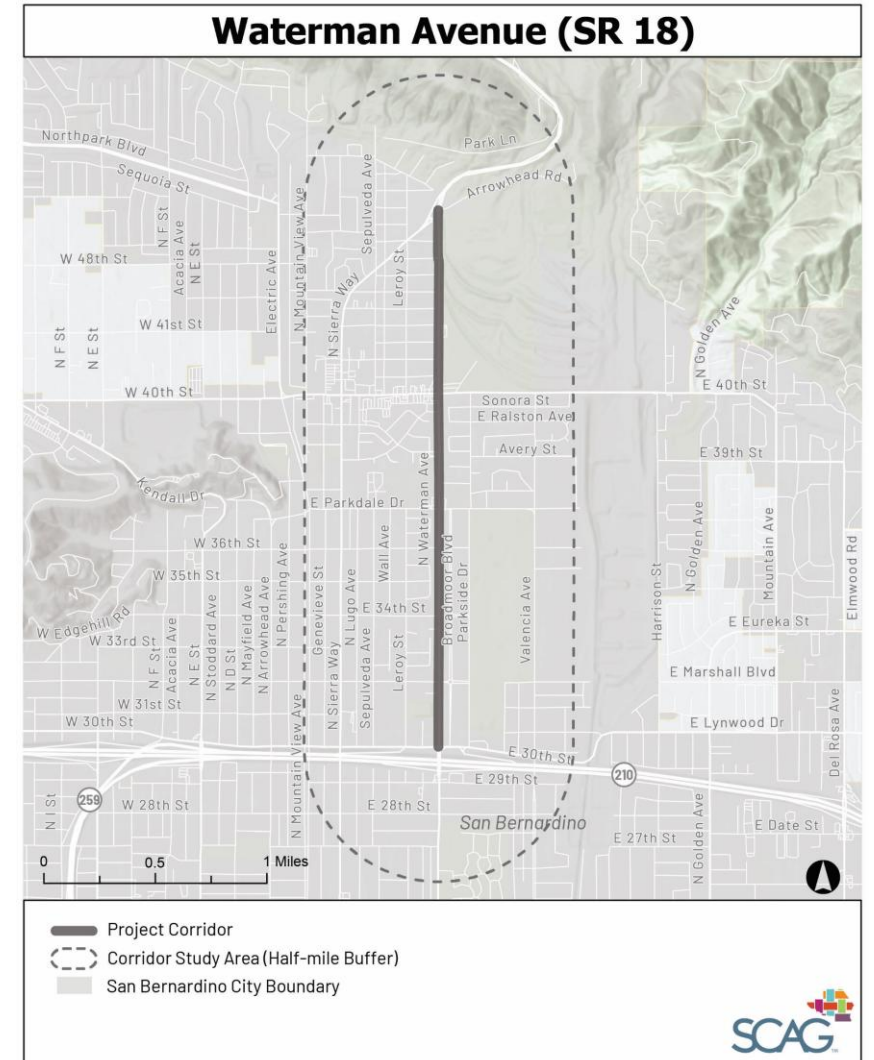 Waterman Avenue (SR 18)
Northpark Blvd
Sequoia St
Park Ln
Arrowhead Rd
N F St
Acacia Ave
N E St
W 48th St
Electric Ave
N Mountain View Ave
Sepulveda Ave
Leroy St
N Sierra Way
W 41st St
N F St
N E St
N Golden Ave
W 40th St
E 40th St
Sonora St
E Ralston Ave
Avery St
E 39th St
Kendall Dr
E Parkdale Dr
N Waterman Ave
W 36th St
Wall Ave
W 35th St
N Golden Ave
Mountain Ave
Elmwood Rd
N Pershing Ave
Genevieve St
N Lugo Ave
E 34th St
Broadmoor Blvd
Parkside Dr
Valencia Ave
Harrison St
W Edgehill Rd
W 33rd St
N F St
Acacia Ave
N E St
N Stoddard Ave
N D St
N Mayfield Ave
N Arrowhead Ave
N Sierra Way
Sepulveda Ave
Leroy St
E Eureka St
E Marshall Blvd
W 31st St
W 30th St
E Lynwood Dr
Del Rosa Ave
N Mountain View Ave
E 30th St
E 29th St
210
259
N I St
W 28th St
E 28th St
San Bernardino
E 27th St
N Golden Ave
E Date St
0 0.5 1 Miles
Project Corridor
Corridor Study Area (Half-mile Buffer)
San Bernardino City Boundary
SCAG